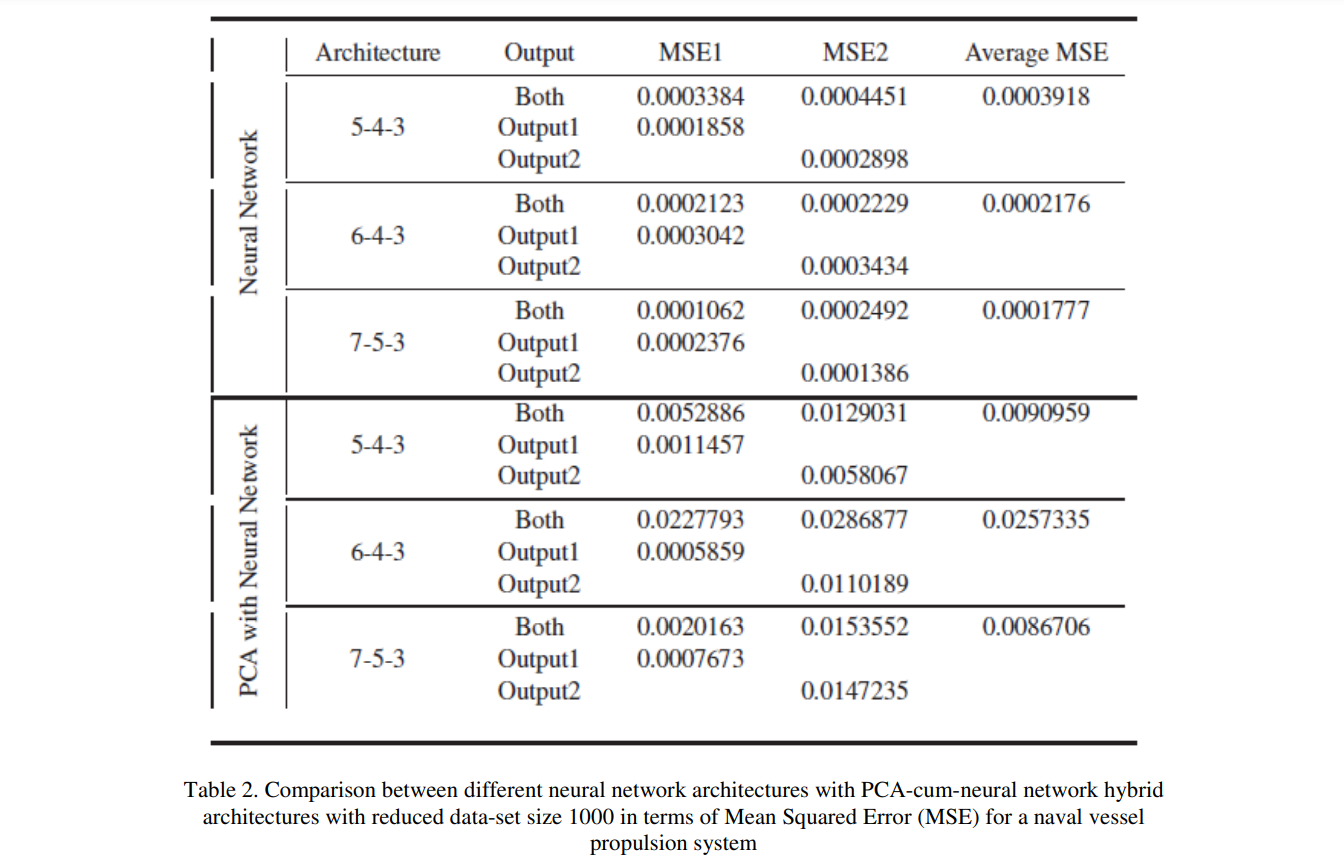 Architecture Output MSE1 MSE2 Average MSE
Neural Network
Both 0.0003384 0.0004451 0.0003918
5-4-3 Output1 0.0001858
Output2 0.0002898
Both 0.0002123 0.0002229 0.0002176
6-4-3 Output1 0.0003042
Output2 0.0003434
Both 0.0001062 0.0002492 0.0001777
7-5-3 Output1 0.0002376
Output2 0.0001386
PCA with Neural Network
Both 0.0052886 0.0129031 0.0090959
5-4-3 Output1 0.0011457
Output2 0.0058067
Both 0.0227793 0.0286877 0.0257335
6-4-3 Output1 0.0005859
Output2 0.0110189
Both 0.0020163 0.0153552 0.0086706
7-5-3 Output1 0.0007673
Output2 0.0147235
Table 2. Comparison between different neural network architectures with PCA-cum-neural network hybrid
architectures with reduced data-set size 1000 in terms of Mean Squared Error (MSE) for a naval vessel
propulsion system